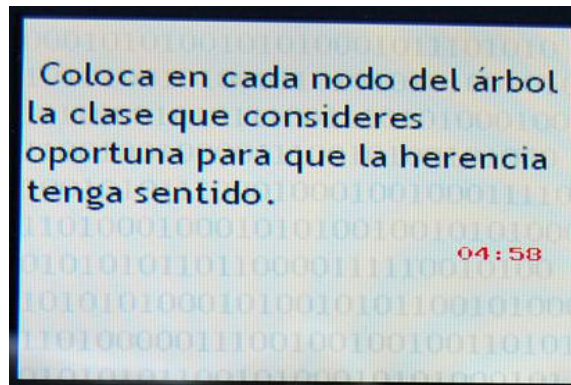 Coloca en cada nodo del árbol
la clase que consideres
oportuna para que la herencia
tenga sentido.
04:58